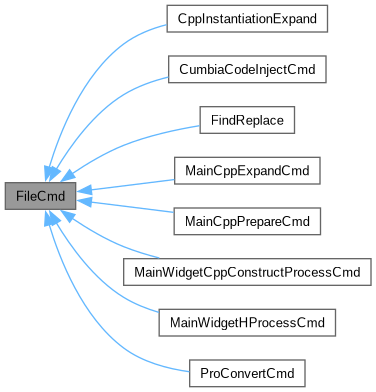 CppInstantiationExpand
CumbiaCodeInjectCmd
FindReplace
MainCppExpandCmd
FileCmd
MainCppPrepareCmd
MainWidgetCppConstructProcessCmd
MainWidgetHProcessCmd
ProConvertCmd